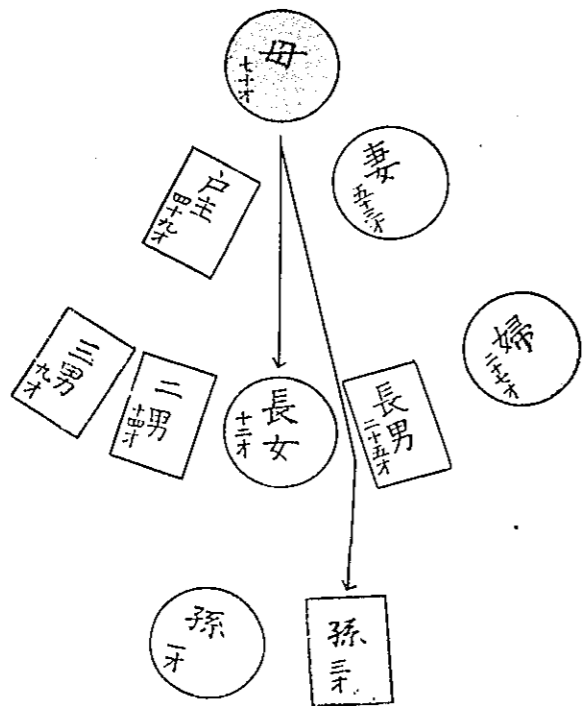 母
七十才
戸主
四十九才
妻
五十三才
婦
二十七才
三男
九才
二男
十四才
長女
十二才
長男
二十五才
孫
一才
孫
三才